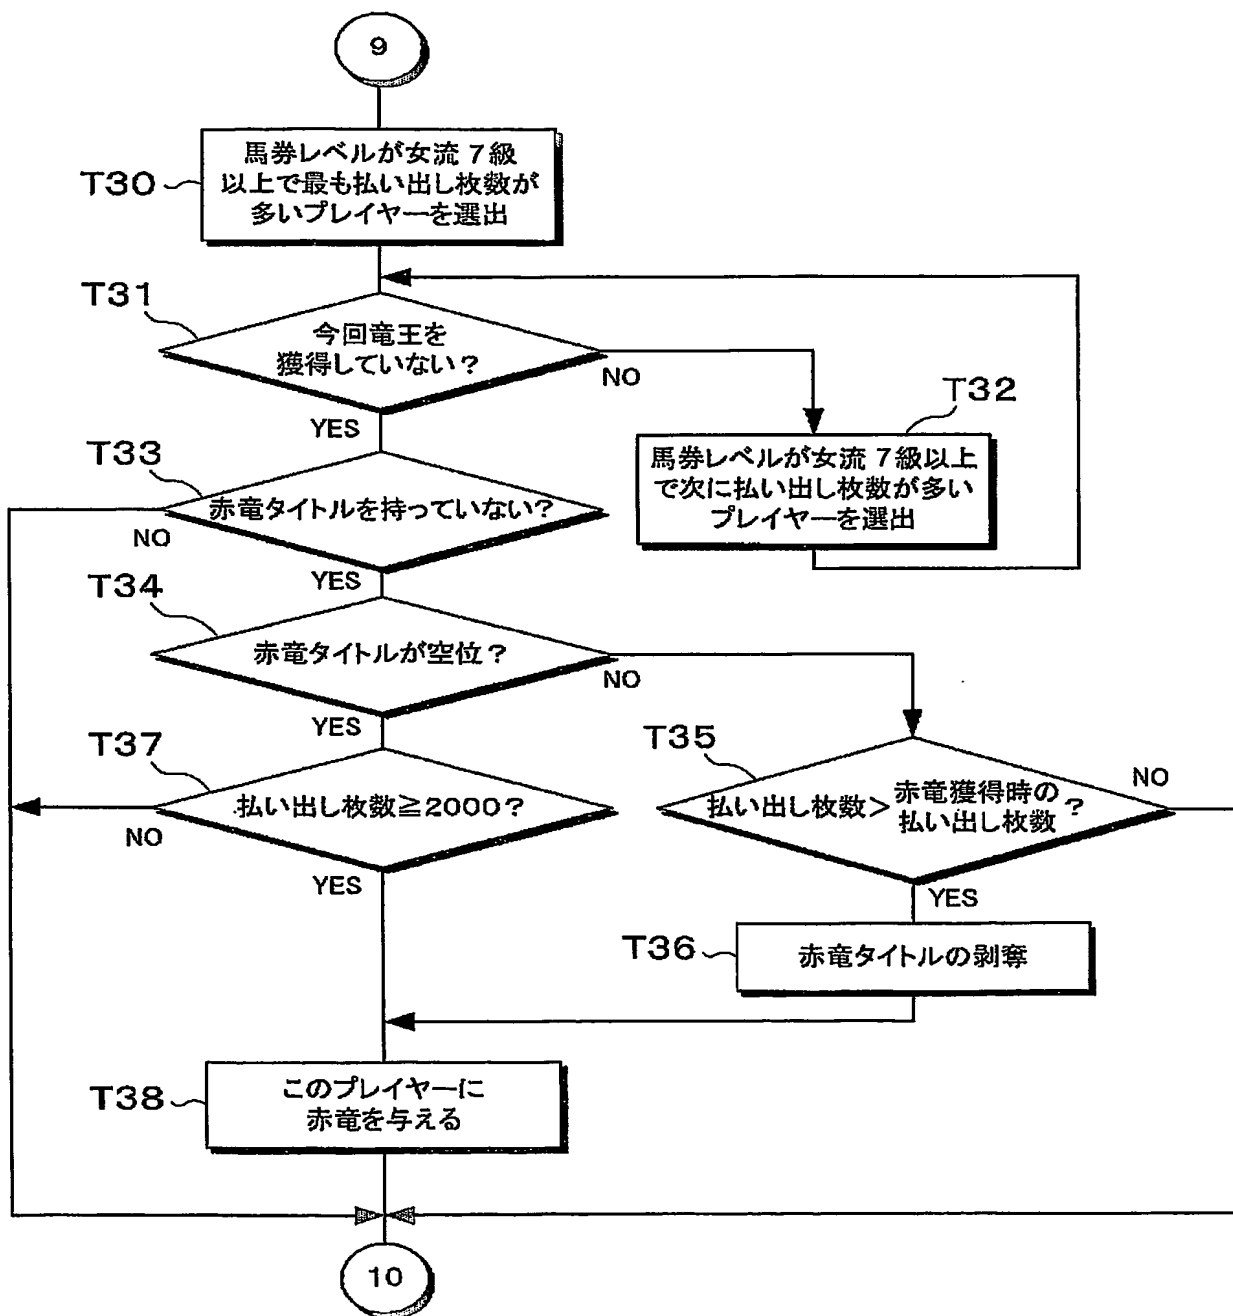 9
T30
馬券レベルが女流7級
以上で最も払い出し枚数が
多いプレイヤーを選出
T31
今回竜王を
獲得していない?
NO
YES
T32
馬券レベルが女流7級以上
で次に払い出し枚数が多い
プレイヤーを選出
T33
赤竜タイトルを持っていない?
NO
YES
T34
赤竜タイトルが空位?
NO
YES
T37
払い出し枚数≧2000?
NO
YES
T35
払い出し枚数>赤竜獲得時の
払い出し枚数?
NO
YES
T36
赤竜タイトルの剥奪
T38
このプレイヤーに
赤竜を与える
10